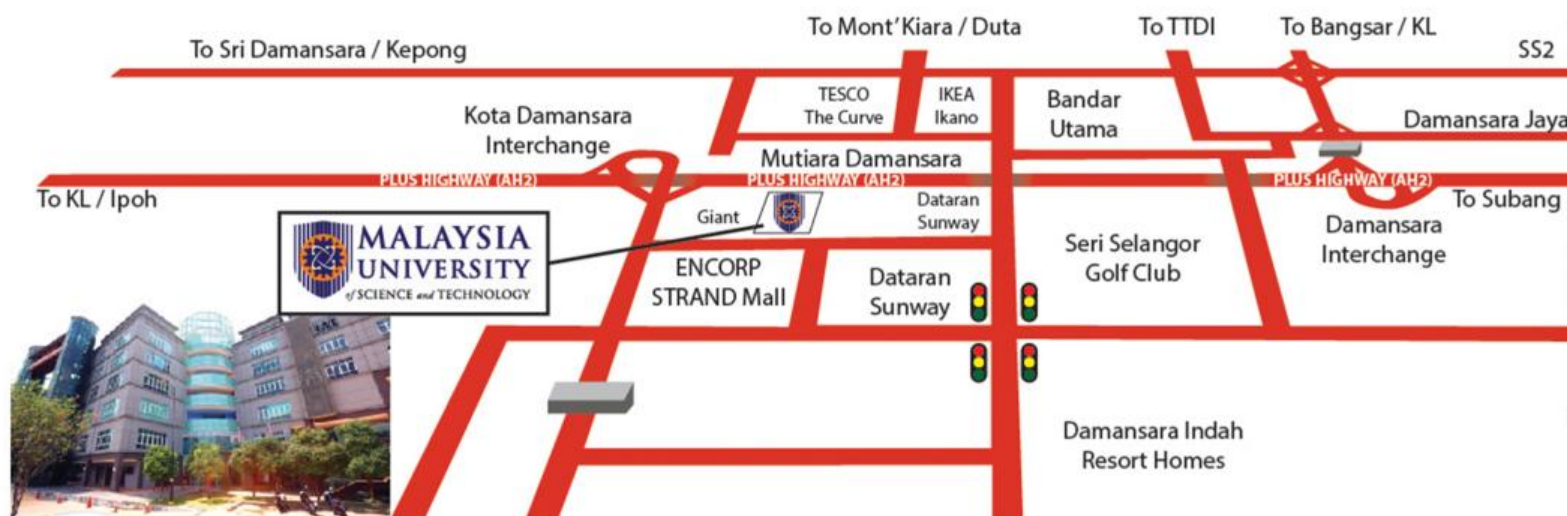 To Mont'Kiara / Duta
To TTDI
To Bangsar / KL
To Sri Damansara / Kepong
SS2
TESCO
The Curve
IKEA
Ikano
Bandar
Utama
Kota Damansara
Interchange
Damansara Jaya
Mutiara Damansara
PLUS HIGHWAY (AH2)
PLUS HIGHWAY (AH2)
PLUS HIGHWAY (AH2)
To KL / Ipoh
To Subang
Giant
Dataran
Sunway
Damansara
Interchange
MALAYSIA
UNIVERSITY
of SCIENCE and TECHNOLOGY
ENCORP
STRAND Mall
Dataran
Sunway
Seri Selangor
Golf Club
Damansara Indah
Resort Homes